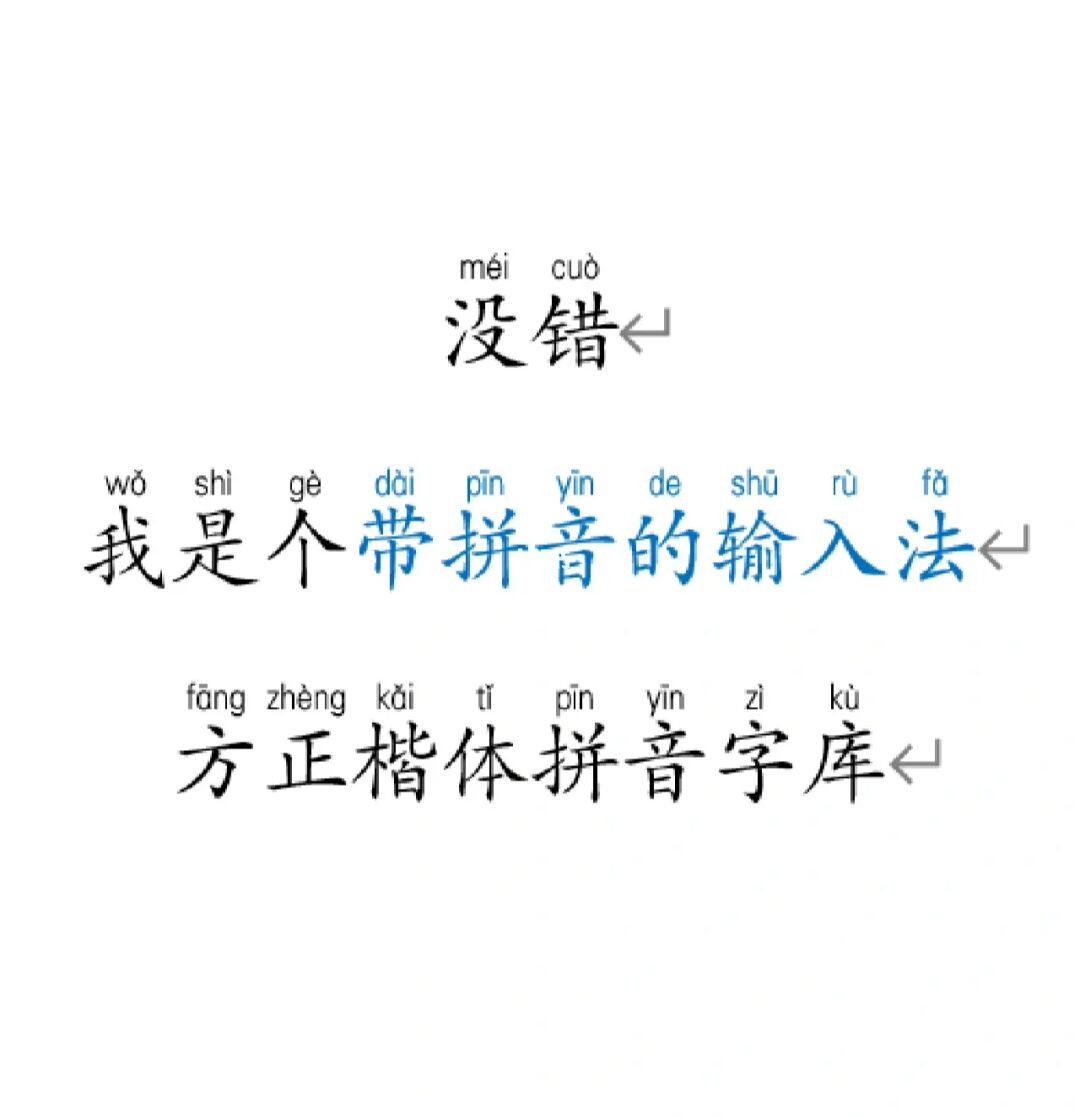 méi cuò
没错↵
wǒ shì gè dài pīn yīn de shū rù fǎ
我是个带拼音的输入法↵
fāng zhèng kǎi tǐ pīn yīn zì kù
方正楷体拼音字库↵